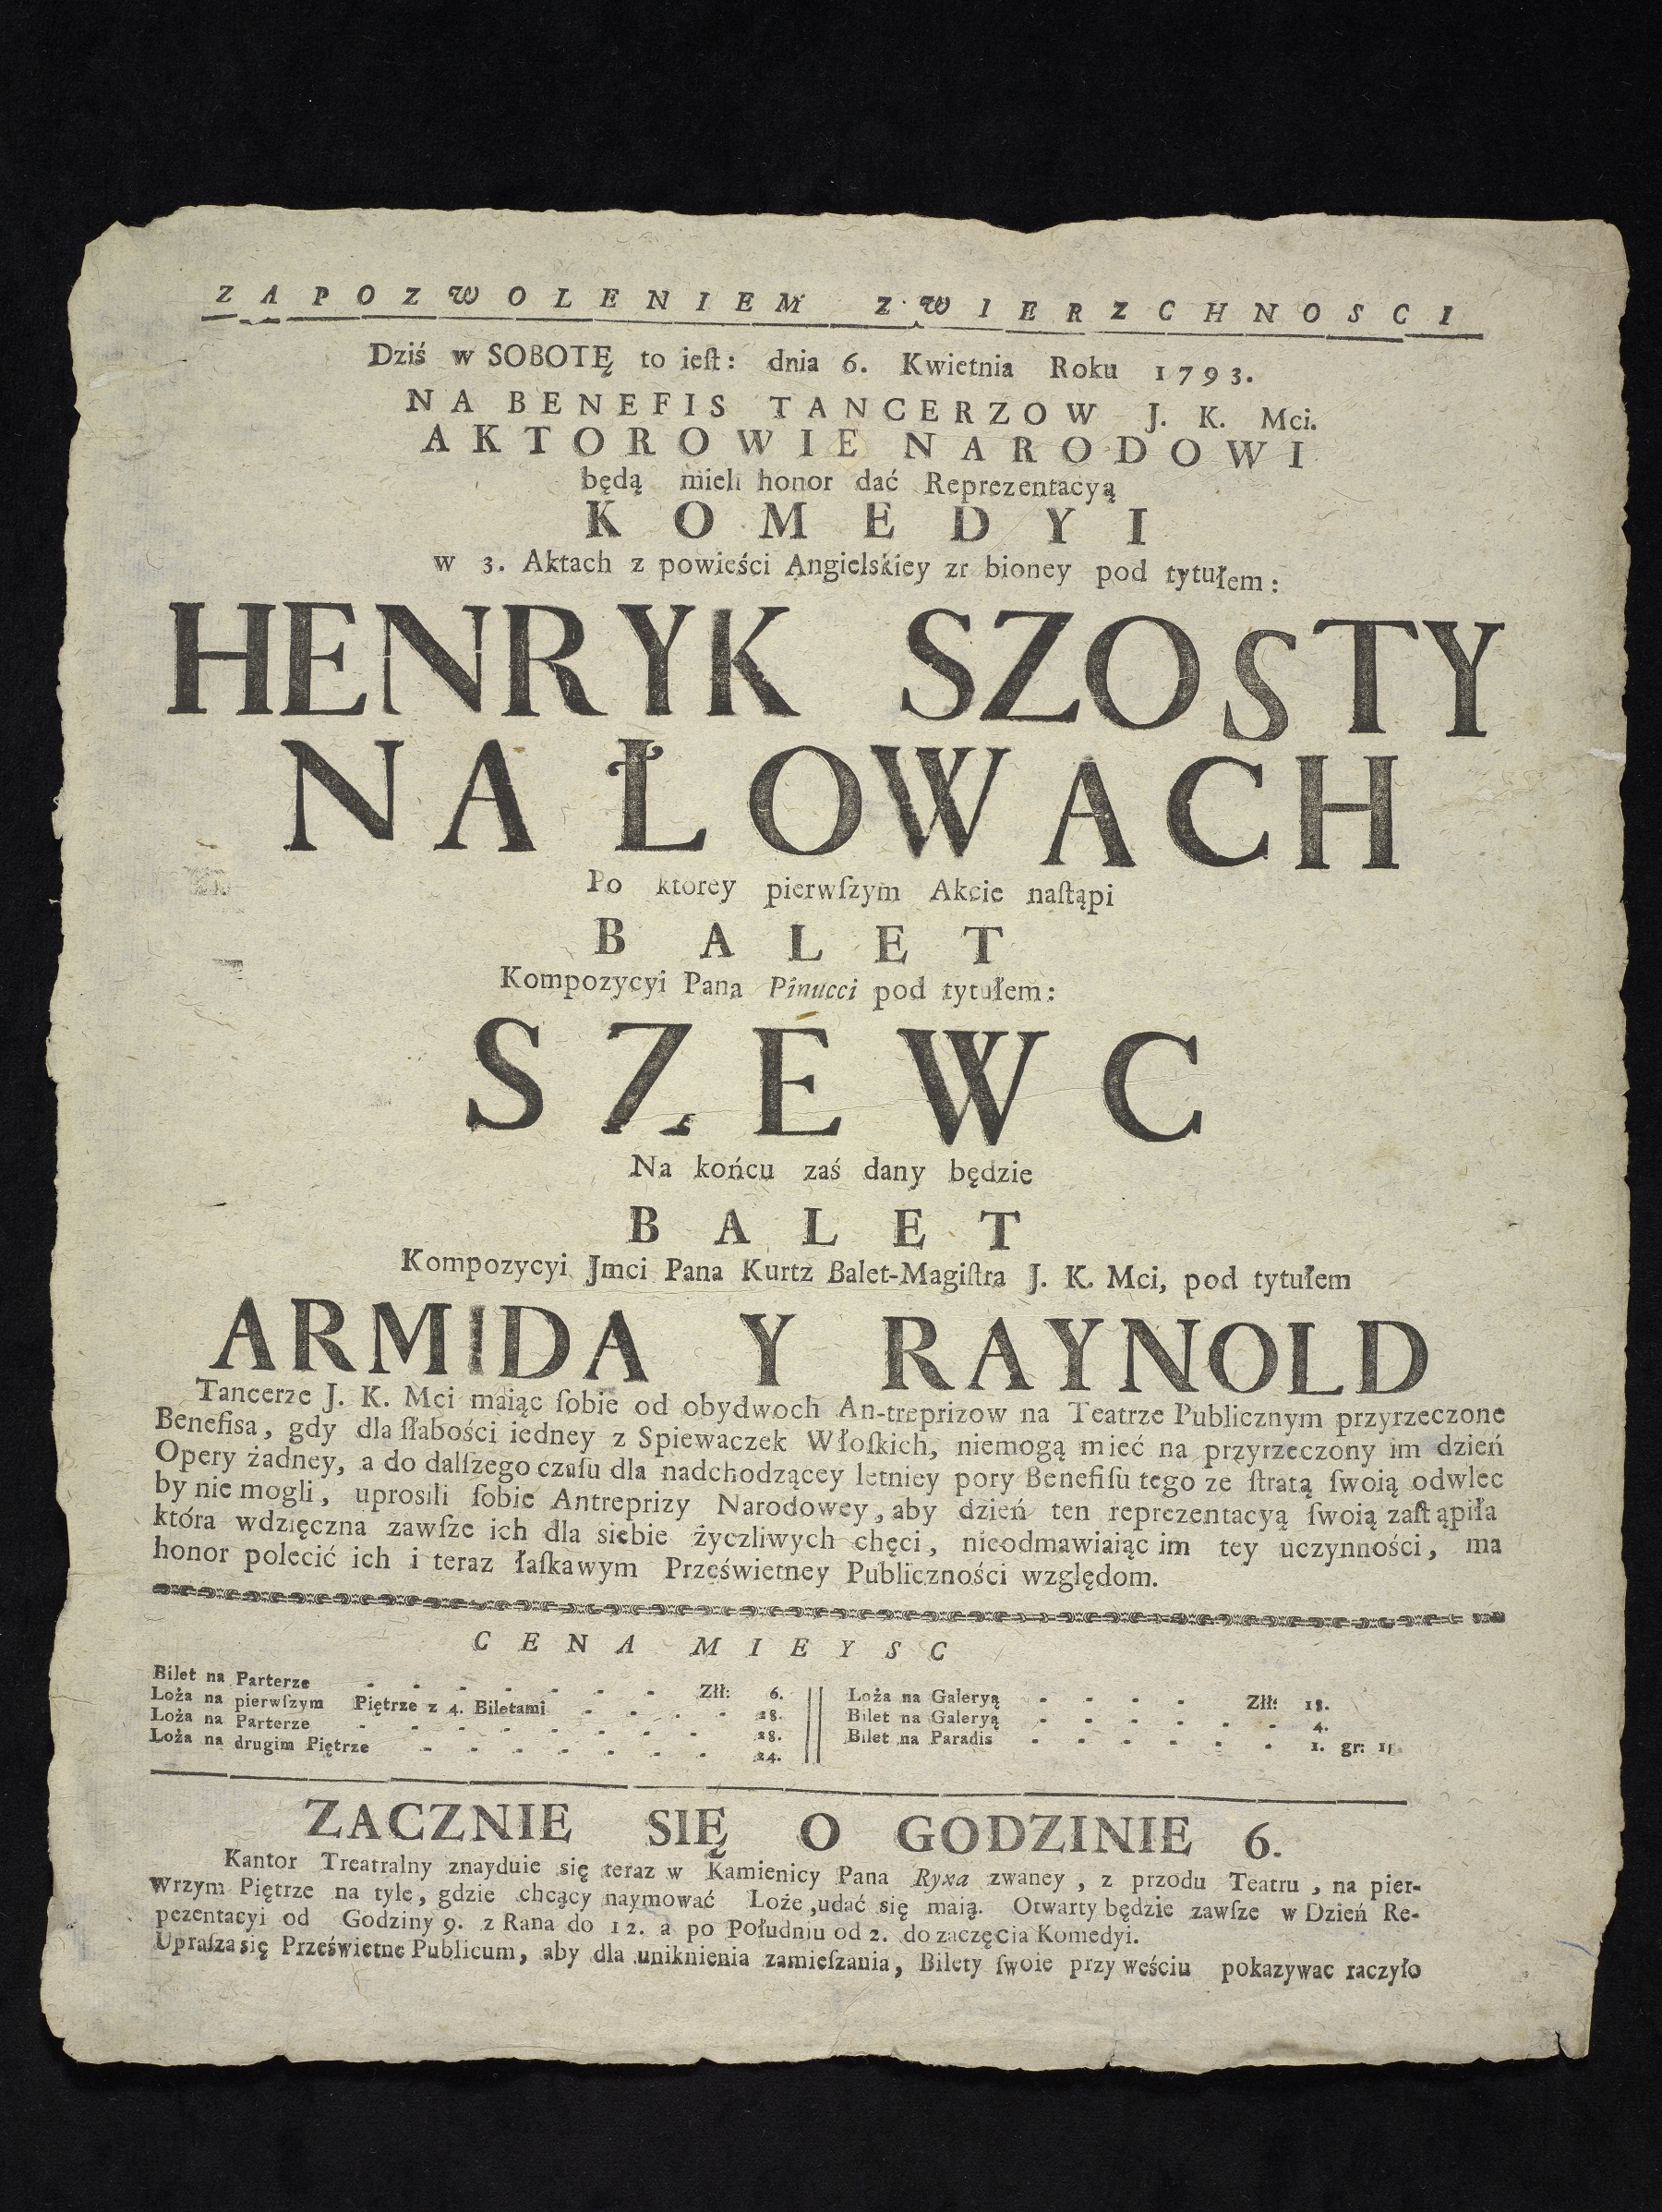 ZA POZWOLENIEM ZWIERZCHNOSCI
Dziś w SOBOTĘ to ieſt: dnia 6. Kwietnia Roku 1793.
NA BENEFIS TANCERZOW J. K. Mci.
AKTOROWIE NARODOWI
będą mieli honor dać Reprezentacyą
KOMEDYI
w 3. Aktach z powieści Angielskiey zr bioney pod tytułem:
HENRYK SZOSTY
NA ŁOWACH
Po ktorey pierwſzym Akcie naſtąpi
BALET
Kompozycyi Pana Pinucci pod tytułem:
SZEWC
Na końcu zaś dany będzie
BALET
Kompozycyi Jmci Pana Kurtz Balet-Magiſtra J. K. Mci, pod tytułem
ARMIDA Y RAYNOLD
Tancerze J. K. Mci maiąc ſobie od obydwoch An-treprizow na Teatrze Publicznym przyrzeczone
Benefisa, gdy dla ſłabości iedney z Spiewaczek Włoſkich, niemogą mieć na przyrzeczony im dzień
Opery żadney, a do dalſzego czaſu dla nadchodzącey letniey pory Benefiſu tego ze ſtratą ſwoią odwlec
by nie mogli, uprosili ſobie Antreprizy Narodowey, aby dzień ten reprezentacyą ſwoią zaſtąpiła
która wdzięczna zawſze ich dla siebie życzliwych chęci, nieodmawiaiąc im tey uczynności, ma
honor polecić ich i teraz łaſkawym Prześwietney Publiczności względom.
CENA MIEYSC
Bilet na Parterze - - - - - - - Złł: 6.
Loża na pierwſzym Piętrze z 4. Biletami - - - - 28.
Loża na Parterze - - - - - - - - 28.
Loża na drugim Piętrze - - - - - - - 24.
Loża na Galeryą - - - - Złł: 18.
Bilet na Galeryą - - - - - - 4.
Bilet na Paradis - - - - - - 1. gr:
ZACZNIE SIĘ O GODZINIE 6.
Kantor Treatralny znayduie się teraz w Kamienicy Pana Ryxa zwaney, z przodu Teatru, na pier-
wrzym Piętrze na tyle, gdzie chcący naymować Loże, udać się maią. Otwarty będzie zawſze w Dzień Re-
pezentacyi od Godziny 9. z Rana do 12. a po Południu od 2. do zaczęcia Komedyi.
Upraſza się Prześwietne Publicum, aby dla uniknienia zamieſzania, Bilety ſwoie przy weściu pokazywac raczyło